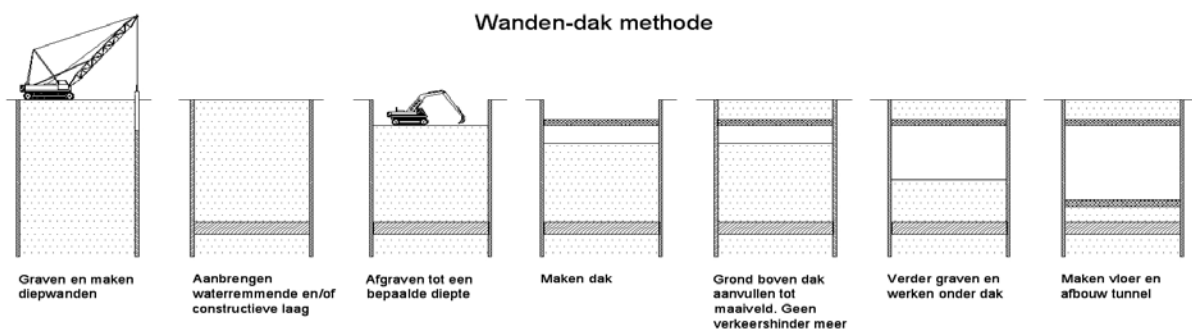 Wanden-dak methode
Graven en maken
diepwanden
Aanbrengen
waterremmende en/of
constructieve laag
Afgraven tot een
bepaalde diepte
Maken dak
Grond boven dak
aanvullen tot
maaiveld. Geen
verkeershinder meer
Verder graven en
werken onder dak
Maken vloer en
afbouw tunnel